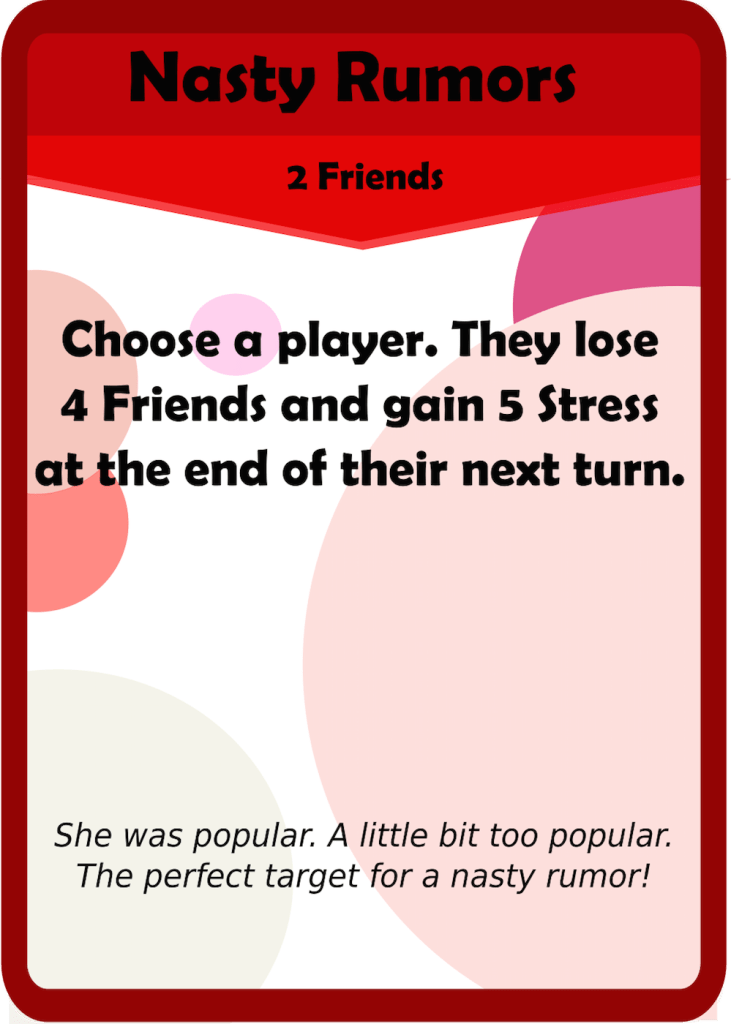 Nasty Rumors
2 Friends
Choose a player. They lose
4 Friends and gain 5 Stress
at the end of their next turn.
She was popular. A little bit too popular.
The perfect target for a nasty rumor!